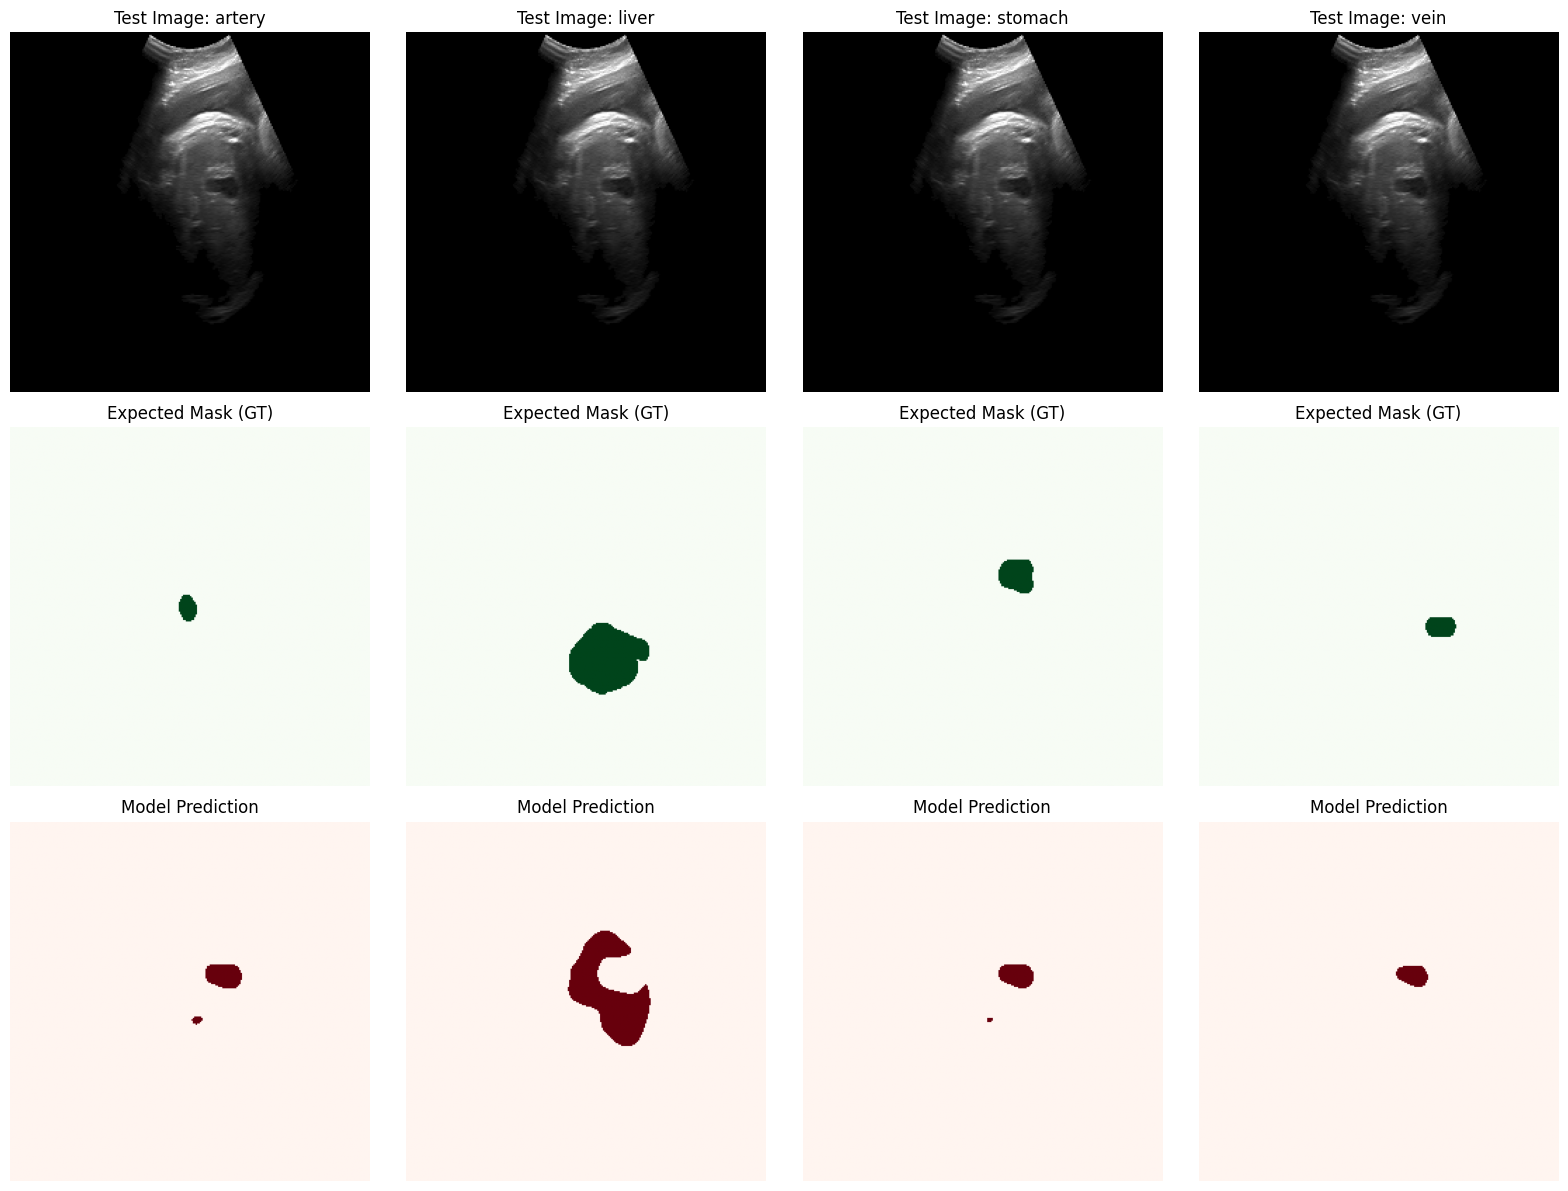 Test Image: artery
Test Image: liver
Test Image: stomach
Test Image: vein
Expected Mask (GT)
Expected Mask (GT)
Expected Mask (GT)
Expected Mask (GT)
Model Prediction
Model Prediction
Model Prediction
Model Prediction